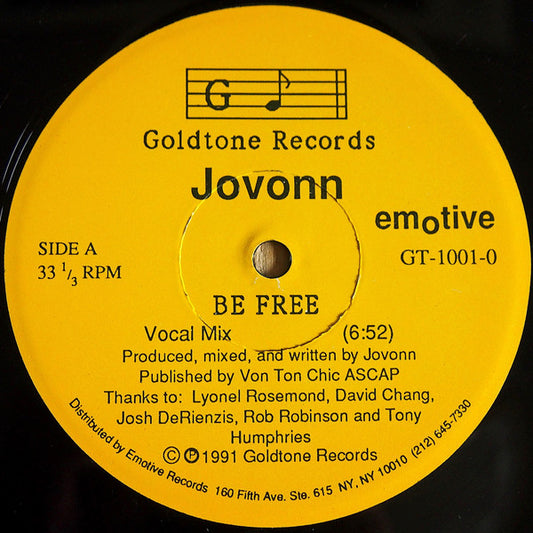 G
Goldtone Records
Jovonn
emotive
SIDE A
33 1/3 RPM
GT-1001-0
BE FREE
Vocal Mix (6:52)
Produced, mixed, and written by Jovonn
Published by Von Ton Chic ASCAP
Thanks to: Lyonel Rosemond, David Chang,
Josh DeRienzis, Rob Robinson and Tony
Humphries
© ℗ 1991 Goldtone Records
Distributed by Emotive Records 160 Fifth Ave. Ste. 615 NY, NY 10010 (212) 645-7330